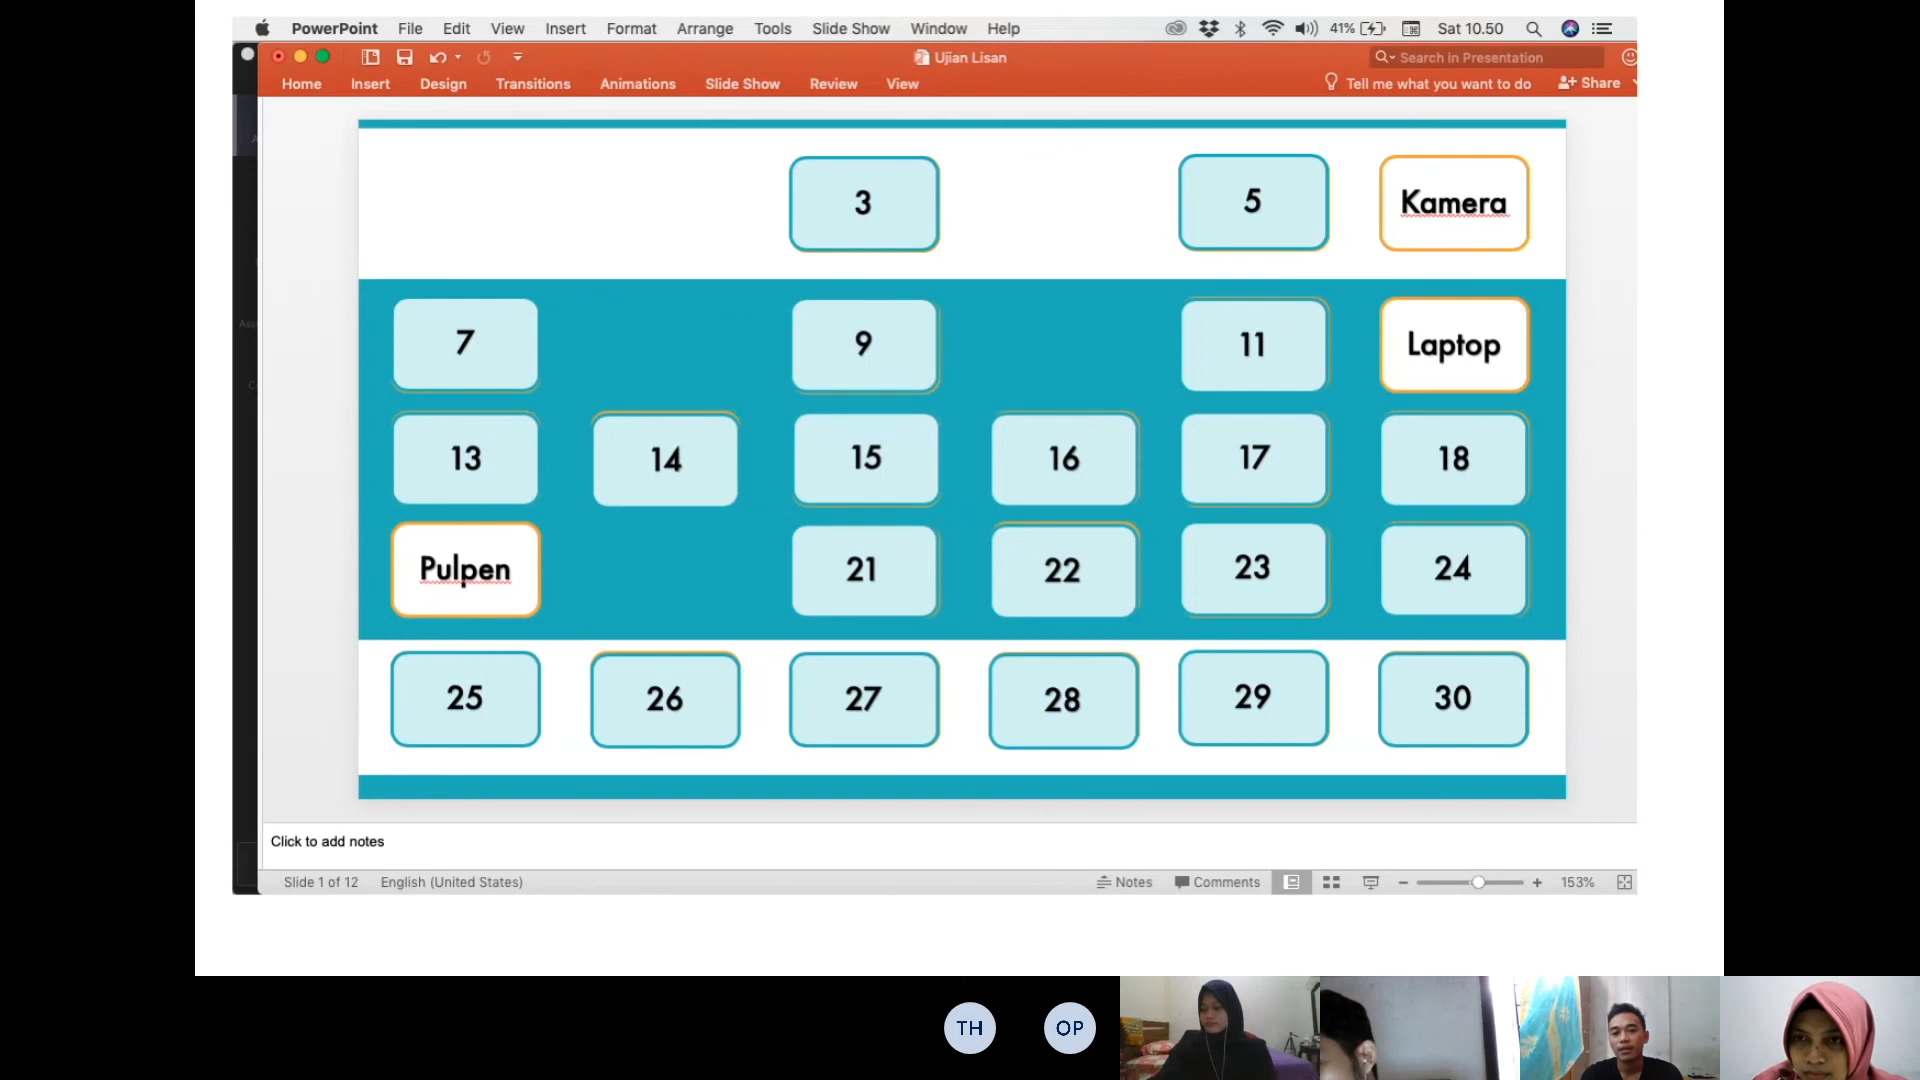 PowerPoint File Edit View Insert Format Arrange Tools Slide Show Window Help 41% Sat 10.50
Ujian Lisan Search in Presentation
Home Insert Design Transitions Animations Slide Show Review View Tell me what you want to do Share
3 5 Kamera
7 9 11 Laptop
13 14 15 16 17 18
Pulpen 21 22 23 24
25 26 27 28 29 30
Click to add notes
Slide 1 of 12 English (United States) Notes Comments 153%
TH OP